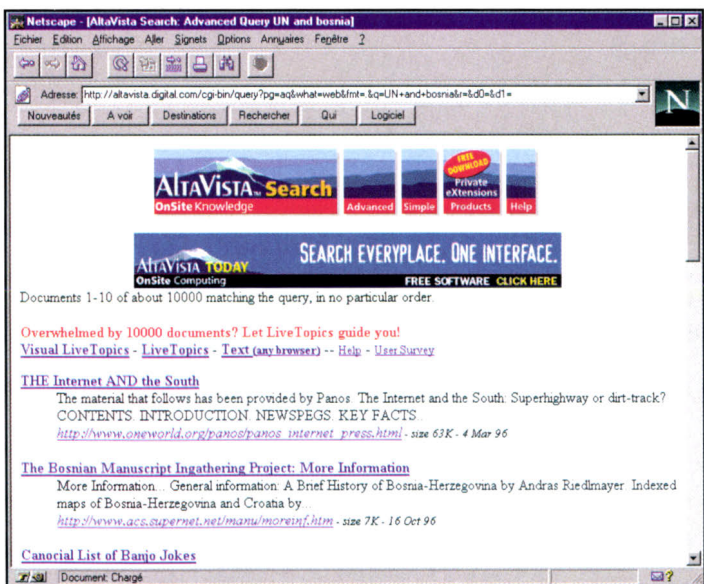 Netscape - [AltaVista Search: Advanced Query UN and bosnia]
Fichier Edition Affichage Aller Signets Options Annuaires Fenêtre ?
Adresse: http://altavista.digital.com/cgi-bin/query?pg=aq&what=web&fmt=.&q=UN+and+bosnia&r=&d0=&d1=
N
Nouveautés A voir Destinations Rechercher Qui Logiciel
FREE DOWNLOAD
ALTAVISTA™ Search Private eXtensions
OnSite Knowledge Advanced Simple Products Help
ALTAVISTA TODAY SEARCH EVERYPLACE. ONE INTERFACE.
OnSite Computing FREE SOFTWARE CLICK HERE
Documents 1-10 of about 10000 matching the query, in no particular order.
Overwhelmed by 10000 documents? Let LiveTopics guide you!
Visual LiveTopics - LiveTopics - Text (any browser) -- Help - User Survey
THE Internet AND the South
The material that follows has been provided by Panos. The Internet and the South: Superhighway or dirt-track?
CONTENTS. INTRODUCTION. NEWSPEGS. KEY FACTS..
http://www.oneworld.org/panos/panos_internet_press.html - size 63K - 4 Mar 96
The Bosnian Manuscript Ingathering Project: More Information
More Information... General information: A Brief History of Bosnia-Herzegovina by Andras Riedlmayer. Indexed
maps of Bosnia-Herzegovina and Croatia by...
http://www.acs.supernet.net/manu/moreinf.htm - size 7K - 16 Oct 96
Canocial List of Banjo Jokes
Document: Chargé